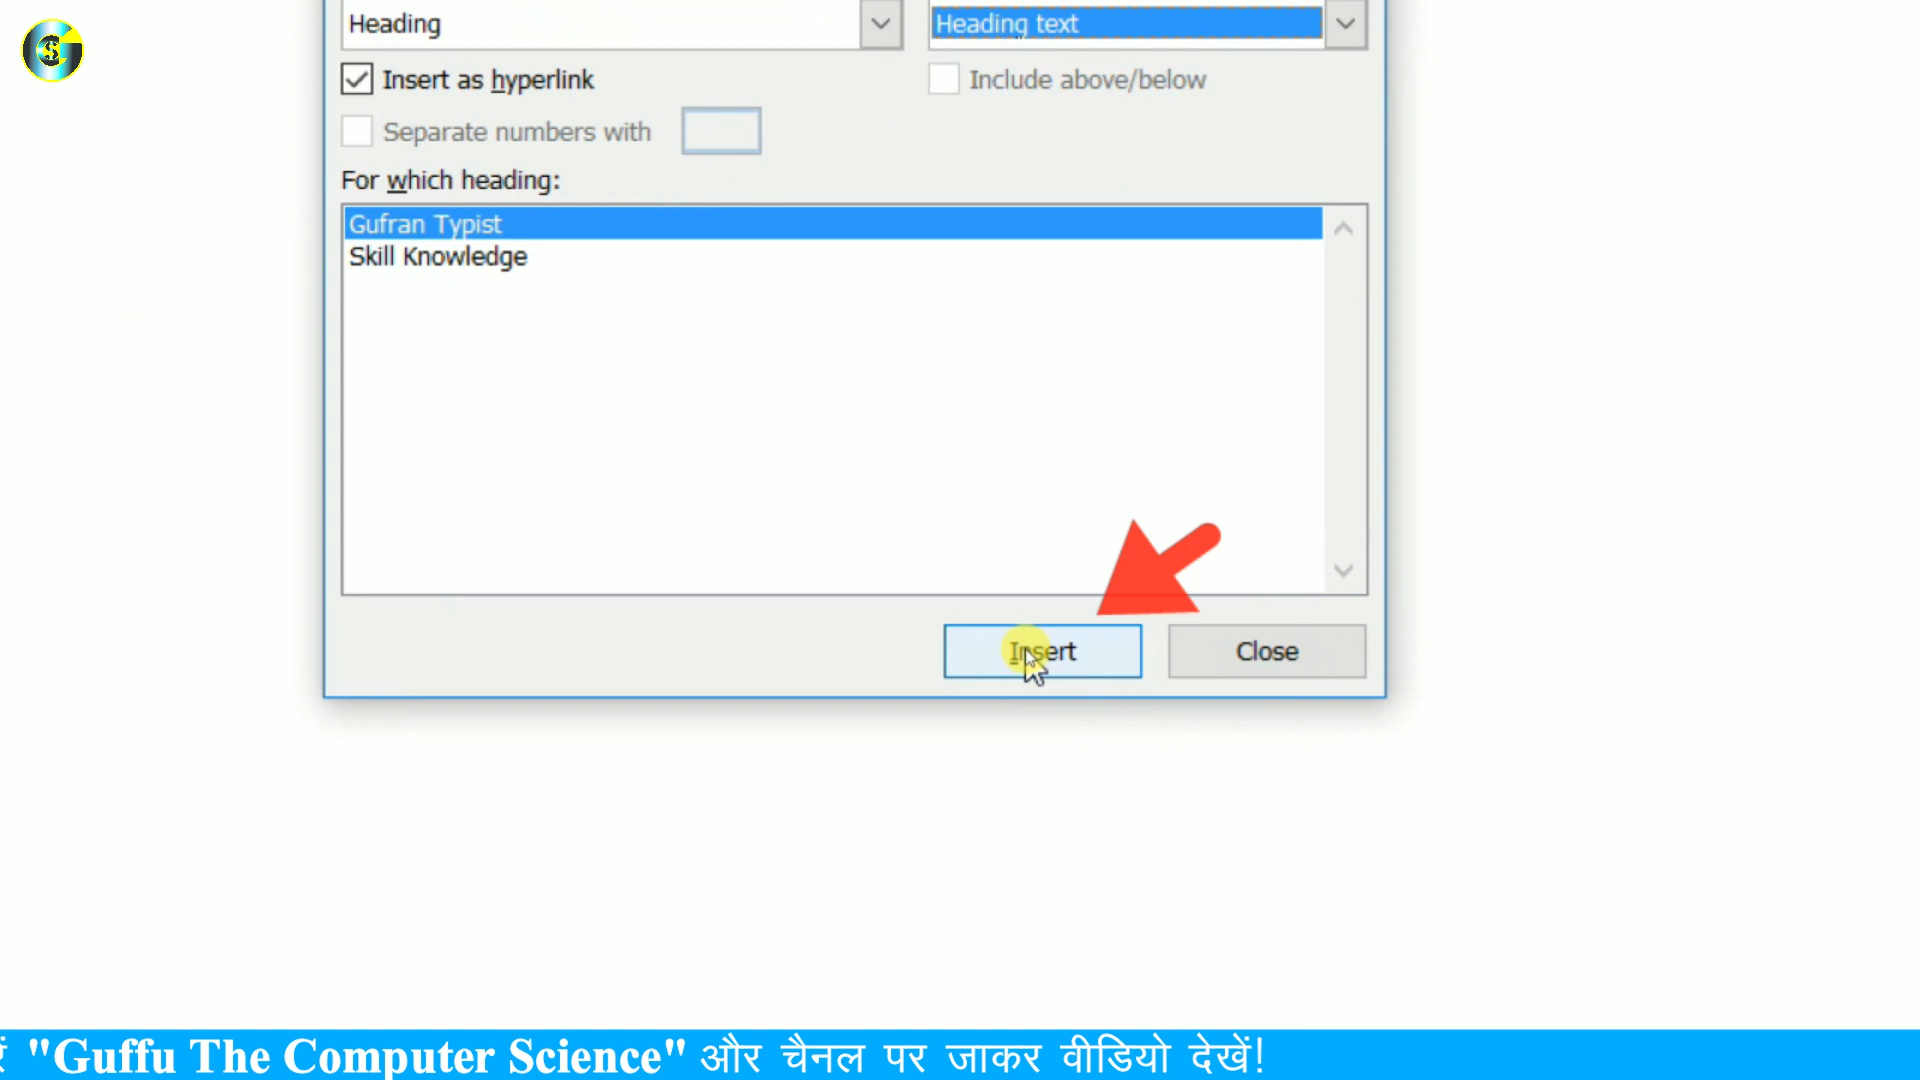 Heading
Heading text
Insert as hyperlink
Include above/below
Separate numbers with
For which heading:
Gufran Typist
Skill Knowledge
Insert
Close
"Guffu The Computer Science" और चैनल पर जाकर वीडियो देखें!